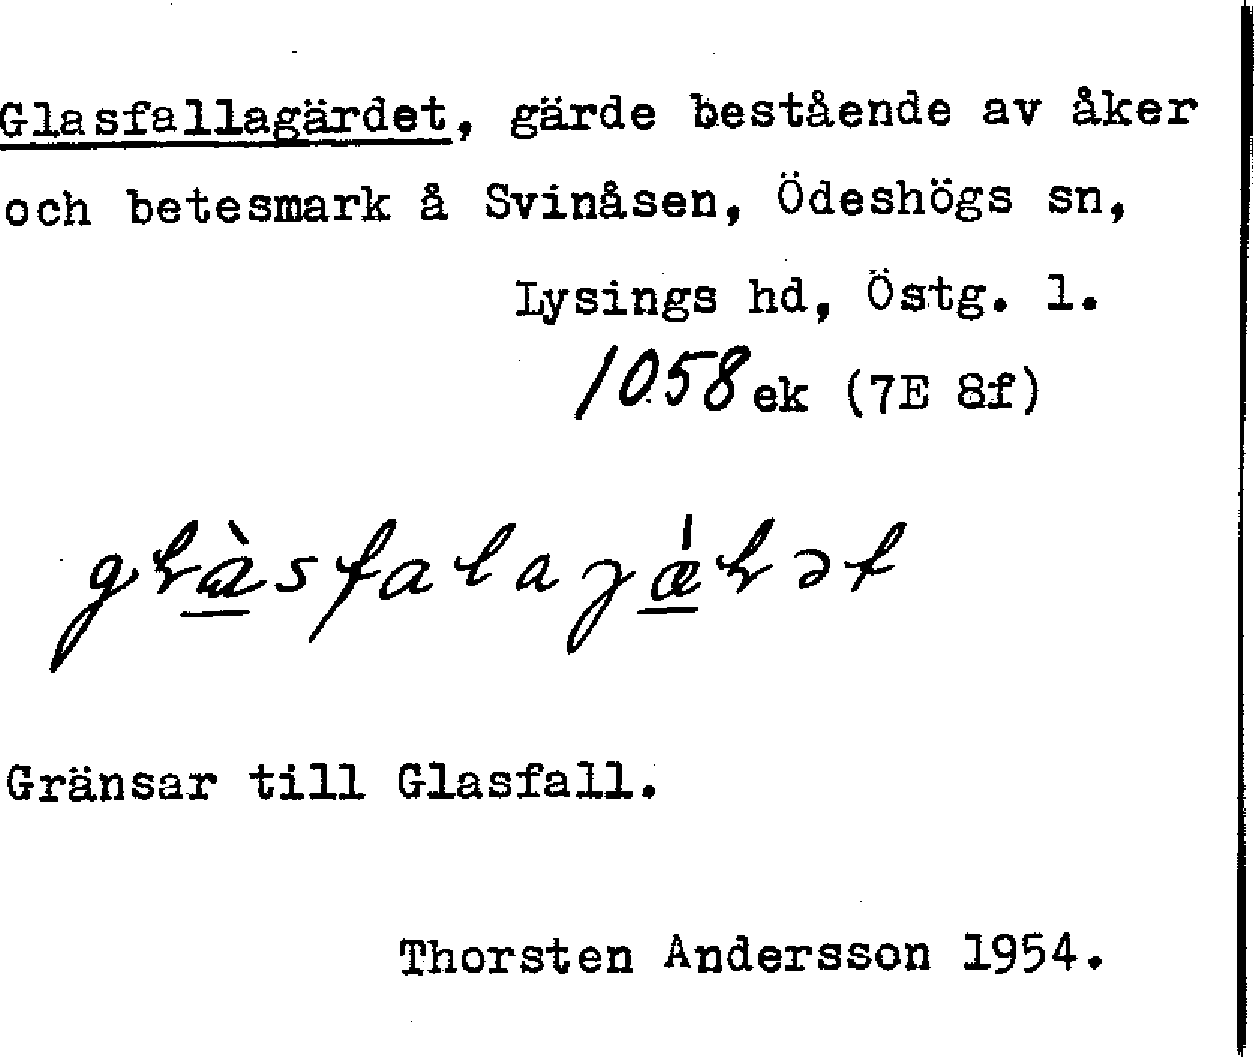 Glasfallagärdet, gärde bestående av åker
och betesmark å Svinåsen, Ödeshögs sn,
Lysings hd, Östg. l.
1058 ek (7E 8f)
Gränsar till Glasfall.
Thorsten Andersson 1954.